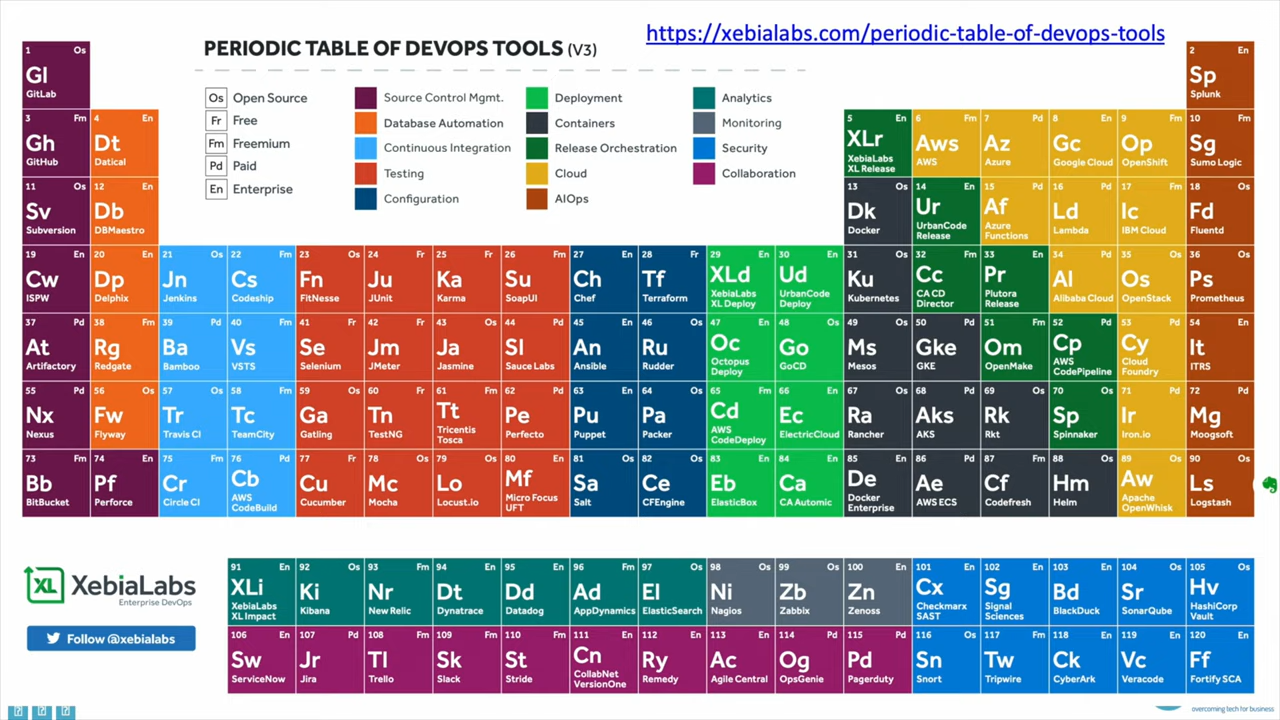 https://xebialabs.com/periodic-table-of-devops-tools
PERIODIC TABLE OF DEVOPS TOOLS (V3)
Os Open Source
Fr Free
Fm Freemium
Pd Paid
En Enterprise
Source Control Mgmt.
Database Automation
Continuous Integration
Testing
Configuration
Deployment
Containers
Release Orchestration
Cloud
AIOps
Analytics
Monitoring
Security
Collaboration
1 Os
Gl
GitLab
2 En
Sp
Splunk
3 Fm
Gh
GitHub
4 En
Dt
Datical
5 En
XLr
XebiaLabs
XL Release
6 Fm
Aws
AWS
7 Pd
Az
Azure
8 En
Gc
Google Cloud
9 Fm
Op
OpenShift
10 Fm
Sg
Sumo Logic
11 Os
Sv
Subversion
12 En
Db
DBMaestro
13 Os
Dk
Docker
14 En
Ur
UrbanCode
Release
15 Pd
Af
Azure
Functions
16 Pd
Ld
Lambda
17 Fm
Ic
IBM Cloud
18 Os
Fd
Fluentd
19 En
Cw
ISPW
20 En
Dp
Delphix
21 Os
Jn
Jenkins
22 Fm
Cs
Codeship
23 Os
Fn
FitNesse
24 Fr
Ju
JUnit
25 Fr
Ka
Karma
26 Fm
Su
SoapUI
27 En
Ch
Chef
28 Fr
Tf
Terraform
29 En
XLd
XebiaLabs
XL Deploy
30 En
Ud
UrbanCode
Deploy
31 Os
Ku
Kubernetes
32 Fm
Cc
CA CD
Director
33 En
Pr
Plutora
Release
34 Pd
Al
Alibaba Cloud
35 Os
Os
OpenStack
36 Os
Ps
Prometheus
37 Pd
At
Artifactory
38 Fm
Rg
Redgate
39 Pd
Ba
Bamboo
40 Fm
Vs
VSTS
41 Fr
Se
Selenium
42 Fr
Jm
JMeter
43 Os
Ja
Jasmine
44 Pd
Sl
Sauce Labs
45 En
An
Ansible
46 Os
Ru
Rudder
47 En
Oc
Octopus
Deploy
48 Os
Go
GoCD
49 Os
Ms
Mesos
50 Pd
Gke
GKE
51 Fm
Om
OpenMake
52 Pd
Cp
AWS
CodePipeline
53 Pd
Cy
Cloud
Foundry
54 En
It
ITRS
55 Pd
Nx
Nexus
56 Os
Fw
Flyway
57 Os
Tr
Travis CI
58 Fm
Tc
TeamCity
59 Os
Ga
Gatling
60 Fr
Tn
TestNG
61 Fm
Tt
Tricentis
Tosca
62 Pd
Pe
Perfecto
63 En
Pu
Puppet
64 Os
Pa
Packer
65 Fm
Cd
AWS
CodeDeploy
66 En
Ec
ElectricCloud
67 Os
Ra
Rancher
68 Pd
Aks
AKS
69 Os
Rk
Rkt
70 Os
Sp
Spinnaker
71 Pd
Ir
Iron.io
72 Pd
Mg
Moogsoft
73 Fm
Bb
BitBucket
74 En
Pf
Perforce
75 Fm
Cr
Circle CI
76 Pd
Cb
AWS
CodeBuild
77 Fr
Cu
Cucumber
78 Os
Mc
Mocha
79 Os
Lo
Locust.io
80 En
Mf
Micro Focus
UFT
81 Os
Sa
Salt
82 Os
Ce
CFEngine
83 En
Eb
ElasticBox
84 En
Ca
CA Automic
85 En
De
Docker
Enterprise
86 Pd
Ae
AWS ECS
87 Fm
Cf
Codefresh
88 Os
Hm
Helm
89 Os
Aw
Apache
OpenWhisk
90 Os
Ls
Logstash
XL XebiaLabs
Enterprise DevOps
Follow @xebialabs
91 En
XLi
XebiaLabs
XL Impact
92 Os
Ki
Kibana
93 Fm
Nr
New Relic
94 En
Dt
Dynatrace
95 En
Dd
Datadog
96 Fm
Ad
AppDynamics
97 Os
El
ElasticSearch
98 Os
Ni
Nagios
99 Os
Zb
Zabbix
100 En
Zn
Zenoss
101 En
Cx
Checkmarx
SAST
102 En
Sg
Signal
Sciences
103 En
Bd
BlackDuck
104 Os
Sr
SonarQube
105 Os
Hv
HashiCorp
Vault
106 En
Sw
ServiceNow
107 Pd
Jr
Jira
108 Fm
Tl
Trello
109 Fm
Sk
Slack
110 Fm
St
Stride
111 En
Cn
CollabNet
VersionOne
112 En
Ry
Remedy
113 En
Ac
Agile Central
114 Pd
Og
OpsGenie
115 Pd
Pd
Pagerduty
116 Os
Sn
Snort
117 Fm
Tw
Tripwire
118 En
Ck
CyberArk
119 En
Vc
Veracode
120 En
Ff
Fortify SCA
overcoming tech for business